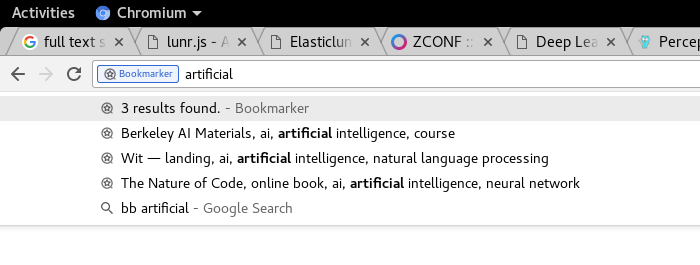 Activities Chromium
full text s lunr.js - A Elasticlun ZCONF :: Deep Lea Percep
Bookmarker artificial
3 results found. - Bookmarker
Berkeley AI Materials, ai, artificial intelligence, course
Wit — landing, ai, artificial intelligence, natural language processing
The Nature of Code, online book, ai, artificial intelligence, neural network
bb artificial - Google Search